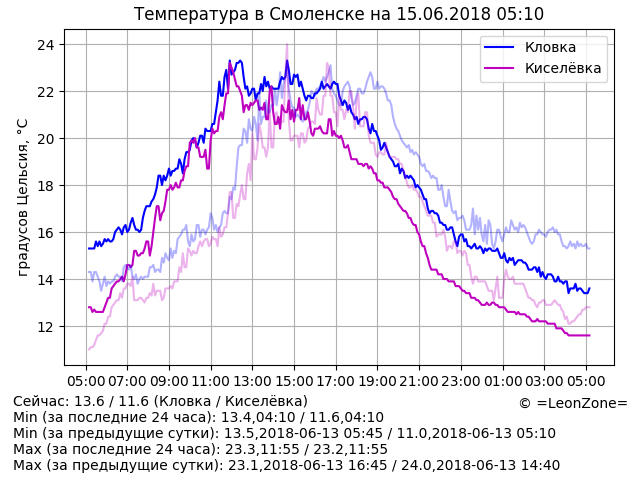 Температура в Смоленске на 15.06.2018 05:10
градусов Цельсия, °C
24
22
20
18
16
14
12
Кловка
Киселёвка
05:00 07:00 09:00 11:00 13:00 15:00 17:00 19:00 21:00 23:00 01:00 03:00 05:00
Сейчас: 13.6 / 11.6 (Кловка / Киселёвка)
© =LeonZone=
Min (за последние 24 часа): 13.4,04:10 / 11.6,04:10
Min (за предыдущие сутки): 13.5,2018-06-13 05:45 / 11.0,2018-06-13 05:10
Max (за последние 24 часа): 23.3,11:55 / 23.2,11:55
Max (за предыдущие сутки): 23.1,2018-06-13 16:45 / 24.0,2018-06-13 14:40